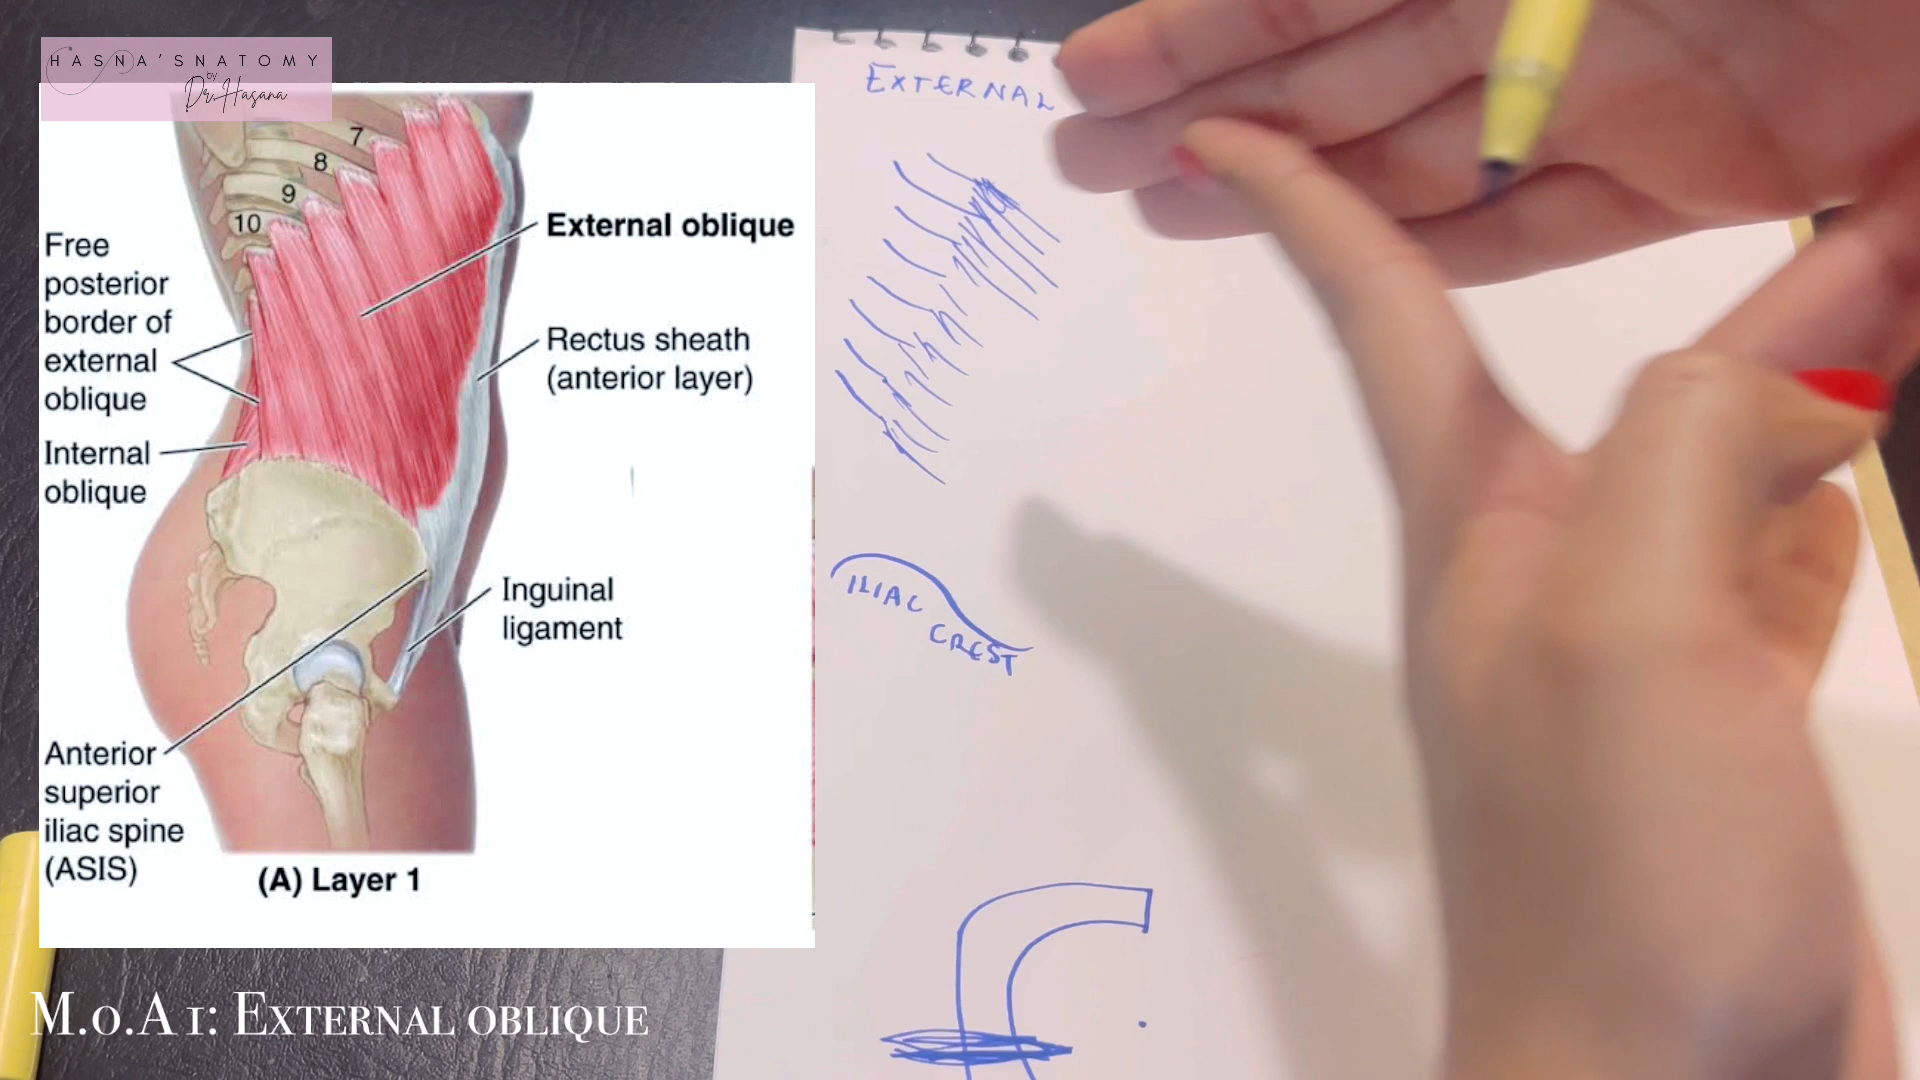 HASNA'SNATOMY
by
Dr.Hasana
7
8
9
10
Free
posterior
border of
external
oblique
Internal
oblique
Anterior
superior
iliac spine
(ASIS)
External oblique
Rectus sheath
(anterior layer)
Inguinal
ligament
(A) Layer 1
M.o.A 1: External oblique
EXTERNAL
ILIAC
CREST